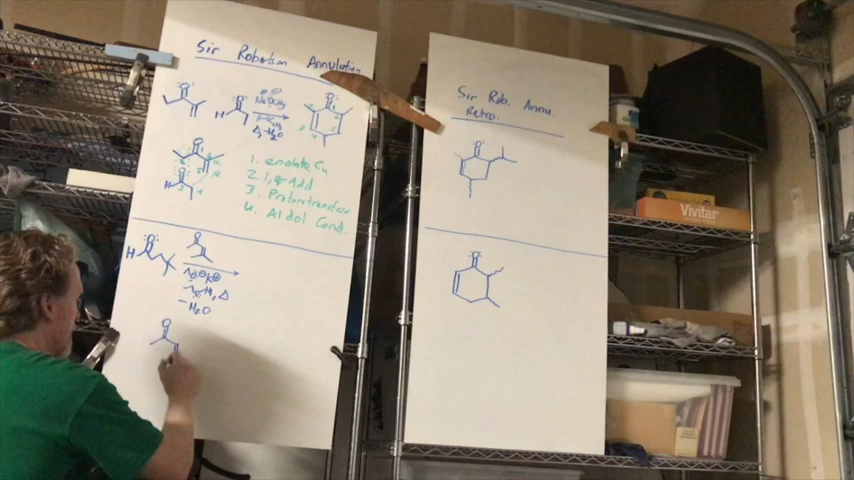 Sir Robertson Annulation
H
1. enolate Cu
2. 1,4-Add
3. Protontransfer
4. Aldol Cond.
H
-H₂O
Sir Rob. Annu.
Retro.
Vivitar